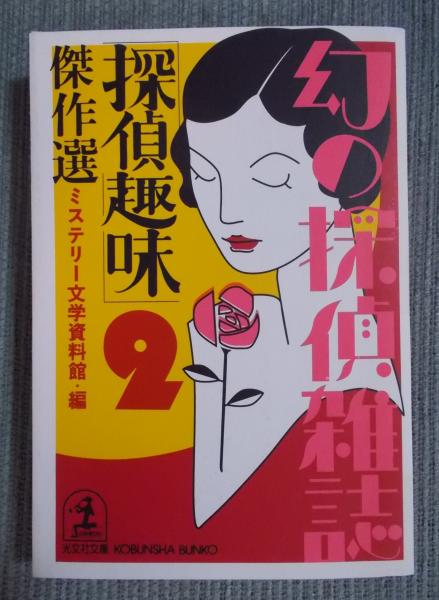 幻の探偵雑誌
「探偵趣味」
傑作選
2
ミステリー文学資料館・編
光文社文庫 KOBUNSHA BUNKO